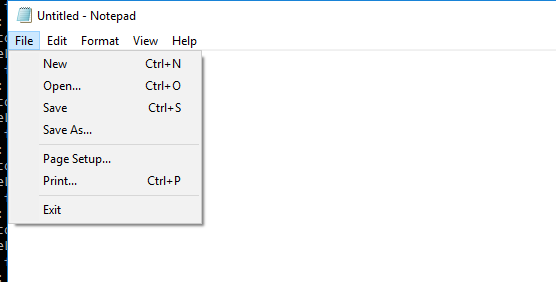 Untitled - Notepad
File Edit Format View Help
New Ctrl+N
Open... Ctrl+O
Save Ctrl+S
Save As...
Page Setup...
Print... Ctrl+P
Exit